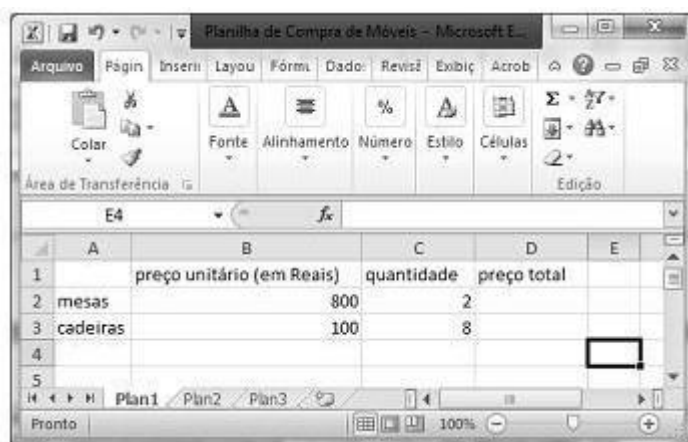 Planilha de Compra de Móveis - Microsoft E...
Arquivo Págin Inseri Layou Fórmu Dado: Revisã Exibiç Acrob
Colar Fonte Alinhamento Número Estilo Células
Área de Transferência Edição
E4 fx
A B C D E
1 preço unitário (em Reais) quantidade preço total
2 mesas 800 2
3 cadeiras 100 8
4
5
Plan1 Plan2 Plan3
Pronto 100%